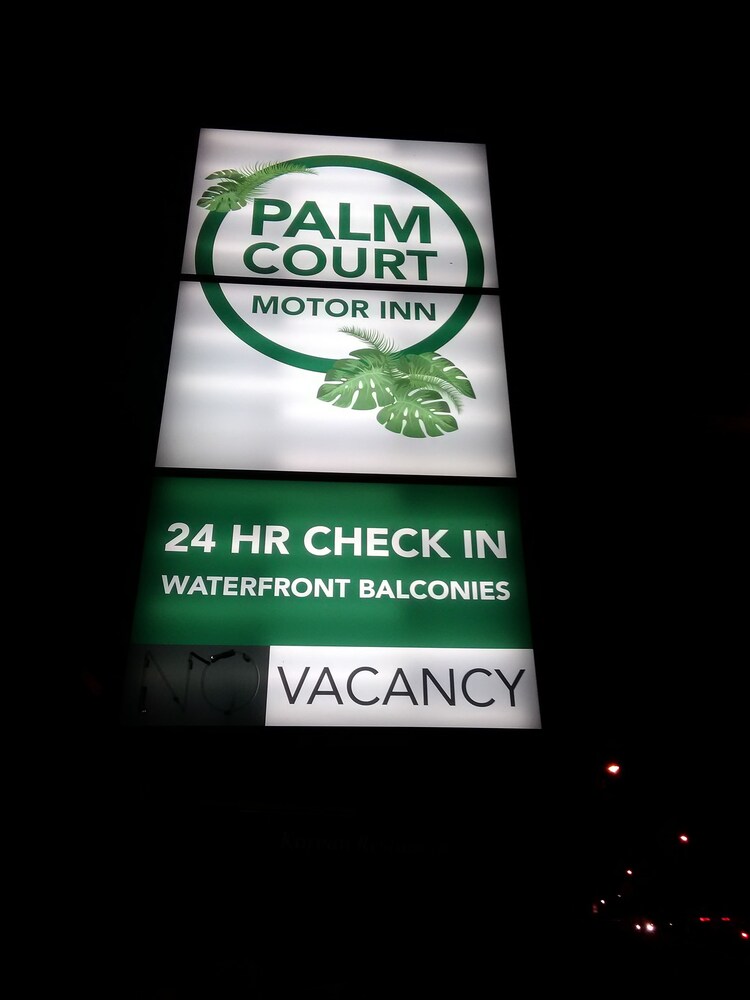 PALM
COURT
MOTOR INN
24 HR CHECK IN
WATERFRONT BALCONIES
NO VACANCY